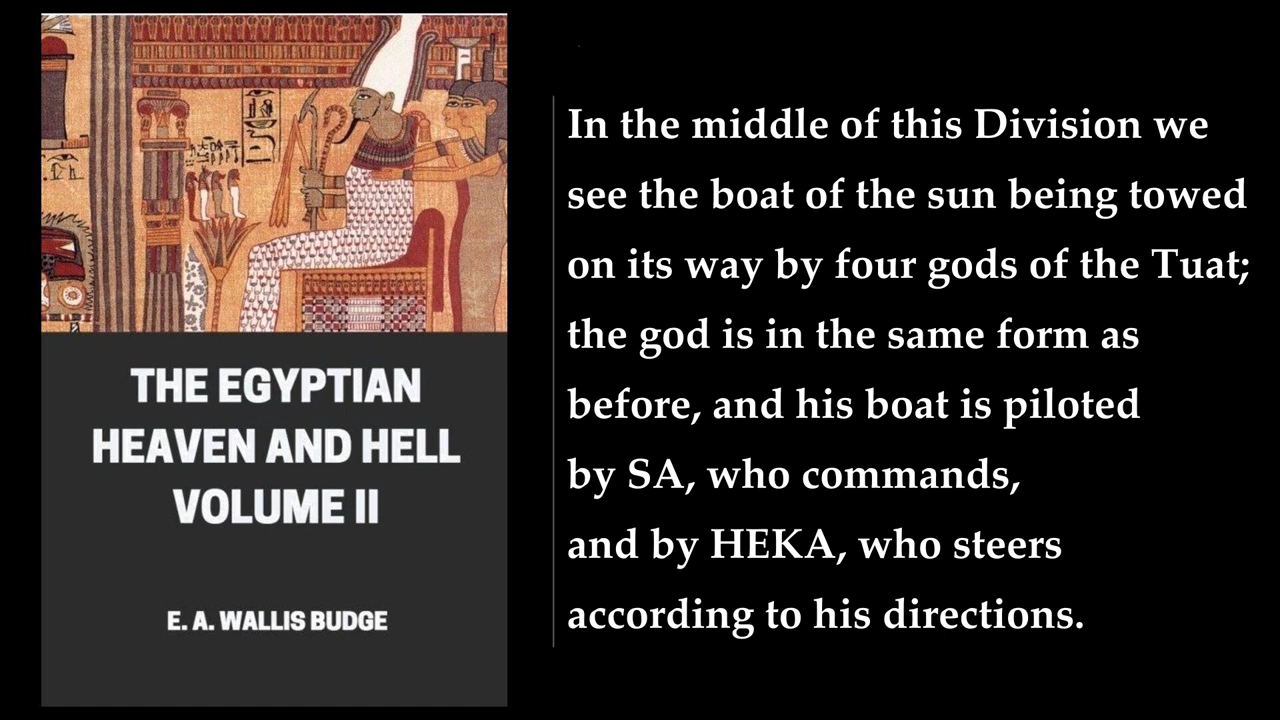 THE EGYPTIAN
HEAVEN AND HELL
VOLUME II
E. A. WALLIS BUDGE
In the middle of this Division we
see the boat of the sun being towed
on its way by four gods of the Tuat;
the god is in the same form as
before, and his boat is piloted
by SA, who commands,
and by HEKA, who steers
according to his directions.